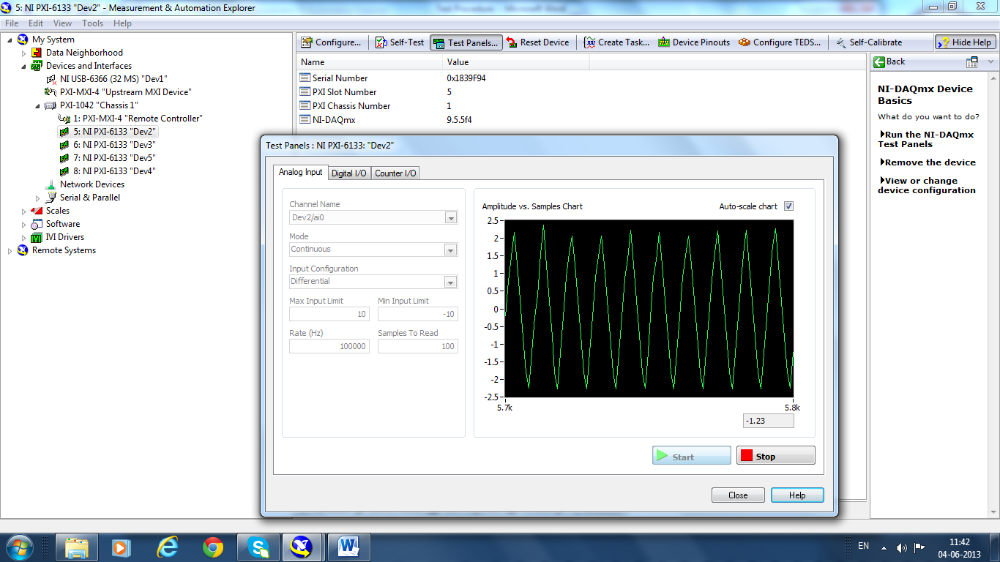 5: NI PXI-6133 "Dev2" - Measurement & Automation Explorer
File Edit View Tools Help
My System
Data Neighborhood
Devices and Interfaces
NI USB-6366 (32 MS) "Dev1"
PXI-MXI-4 "Upstream MXI Device"
PXI-1042 "Chassis 1"
1: PXI-MXI-4 "Remote Controller"
5: NI PXI-6133 "Dev2"
6: NI PXI-6133 "Dev3"
7: NI PXI-6133 "Dev5"
8: NI PXI-6133 "Dev4"
Network Devices
Serial & Parallel
Scales
Software
IVI Drivers
Remote Systems
Configure... Self-Test Test Panels... Reset Device Create Task... Device Pinouts Configure TEDS... Self-Calibrate Hide Help
Name Value
Serial Number 0x1839F94
PXI Slot Number 5
PXI Chassis Number 1
NI-DAQmx 9.5.5f4
Back
NI-DAQmx Device
Basics
What do you want to do?
Run the NI-DAQmx
Test Panels
Remove the device
View or change
device configuration
Test Panels : NI PXI-6133: "Dev2"
Analog Input Digital I/O Counter I/O
Channel Name
Dev2/ai0
Mode
Continuous
Input Configuration
Differential
Max Input Limit Min Input Limit
10 -10
Rate (Hz) Samples To Read
100000 100
Amplitude vs. Samples Chart Auto-scale chart
2.5
2
1.5
1
0.5
0
-0.5
-1
-1.5
-2
-2.5
5.7k 5.8k
-1.23
Start Stop
Close Help
EN
11:42
04-06-2013